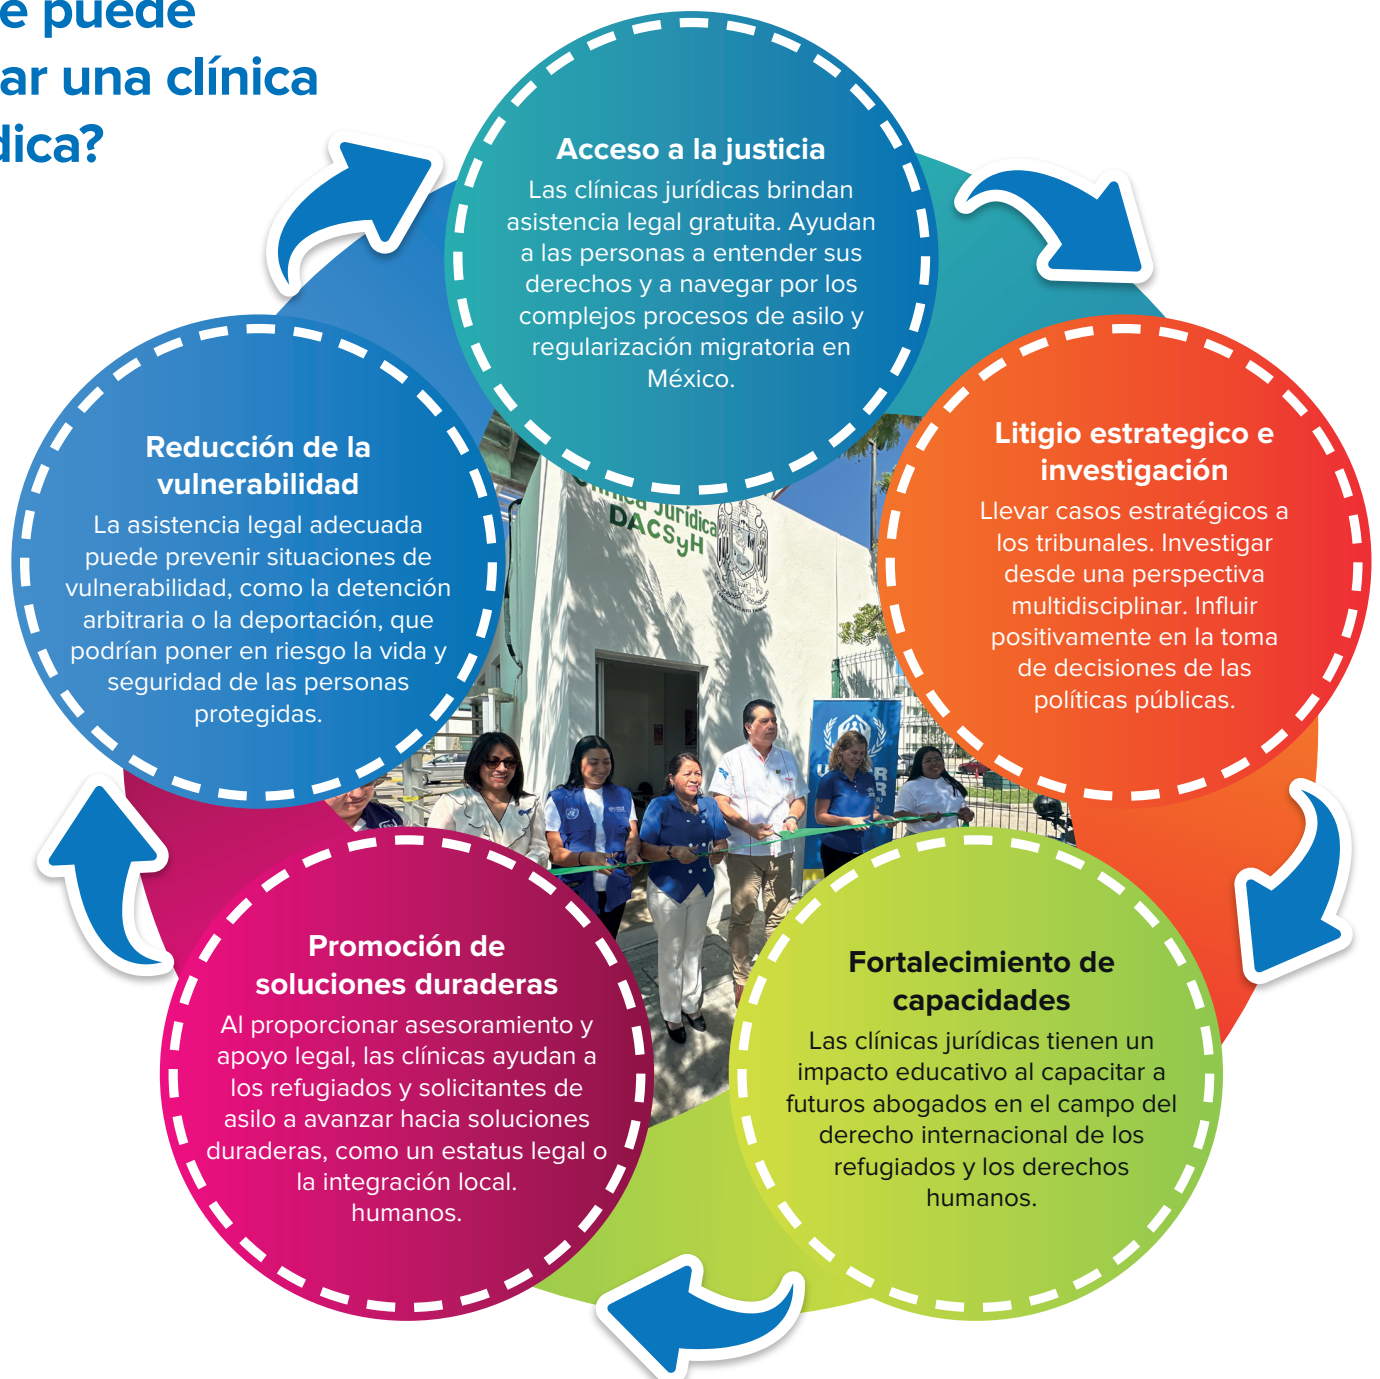 e puede
ar una clínica
dica?
Acceso a la justicia
Las clínicas jurídicas brindan
asistencia legal gratuita. Ayudan
a las personas a entender sus
derechos y a navegar por los
complejos procesos de asilo y
regularización migratoria en
México.
Litigio estrategico e
investigación
Llevar casos estratégicos a
los tribunales. Investigar
desde una perspectiva
multidisciplinar. Influir
positivamente en la toma
de decisiones de las
políticas públicas.
Fortalecimiento de
capacidades
Las clínicas jurídicas tienen un
impacto educativo al capacitar a
futuros abogados en el campo del
derecho internacional de los
refugiados y los derechos
humanos.
Promoción de
soluciones duraderas
Al proporcionar asesoramiento y
apoyo legal, las clínicas ayudan a
los refugiados y solicitantes de
asilo a avanzar hacia soluciones
duraderas, como un estatus legal o
la integración local.
humanos.
Reducción de la
vulnerabilidad
La asistencia legal adecuada
puede prevenir situaciones de
vulnerabilidad, como la detención
arbitraria o la deportación, que
podrían poner en riesgo la vida y
seguridad de las personas
protegidas.
Clínica Jurídica
DACSyH